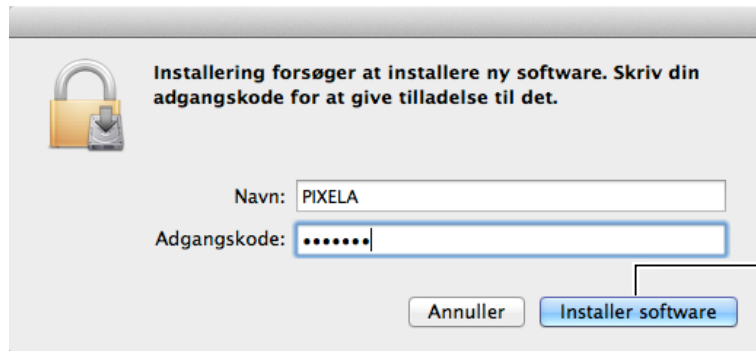 Installering forsøger at installere ny software. Skriv din
adgangskode for at give tilladelse til det.
Navn: PIXELA
Adgangskode: •••••••
Annuller Installer software